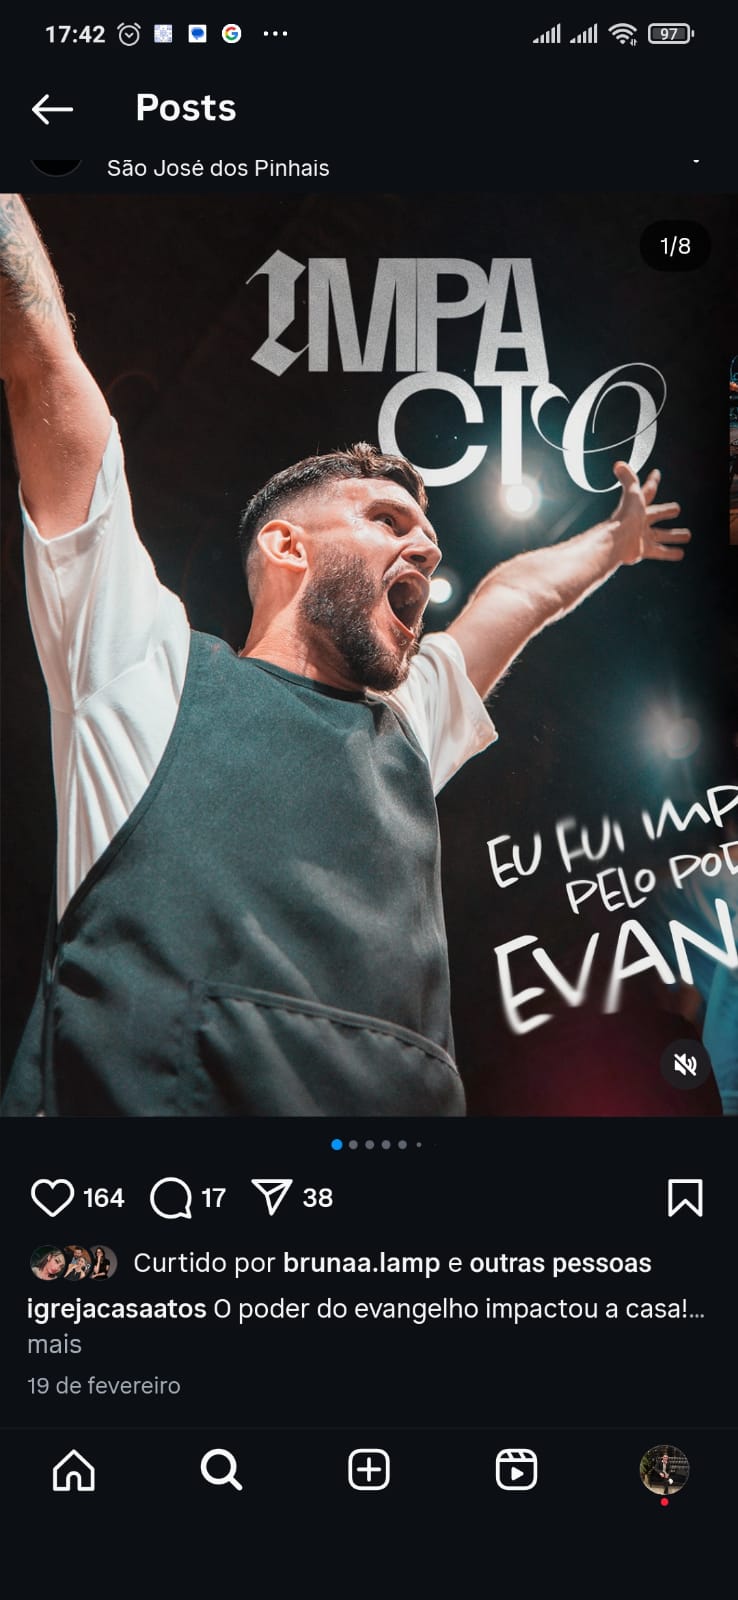 17:42
97
Posts
São José dos Pinhais
1/8
IMPA
CTO
EU FUI IMP
PELO POD
EVAN
164 17 38
Curtido por brunaa.lamp e outras pessoas
igrejacasaatos O poder do evangelho impactou a casa!...
mais
19 de fevereiro